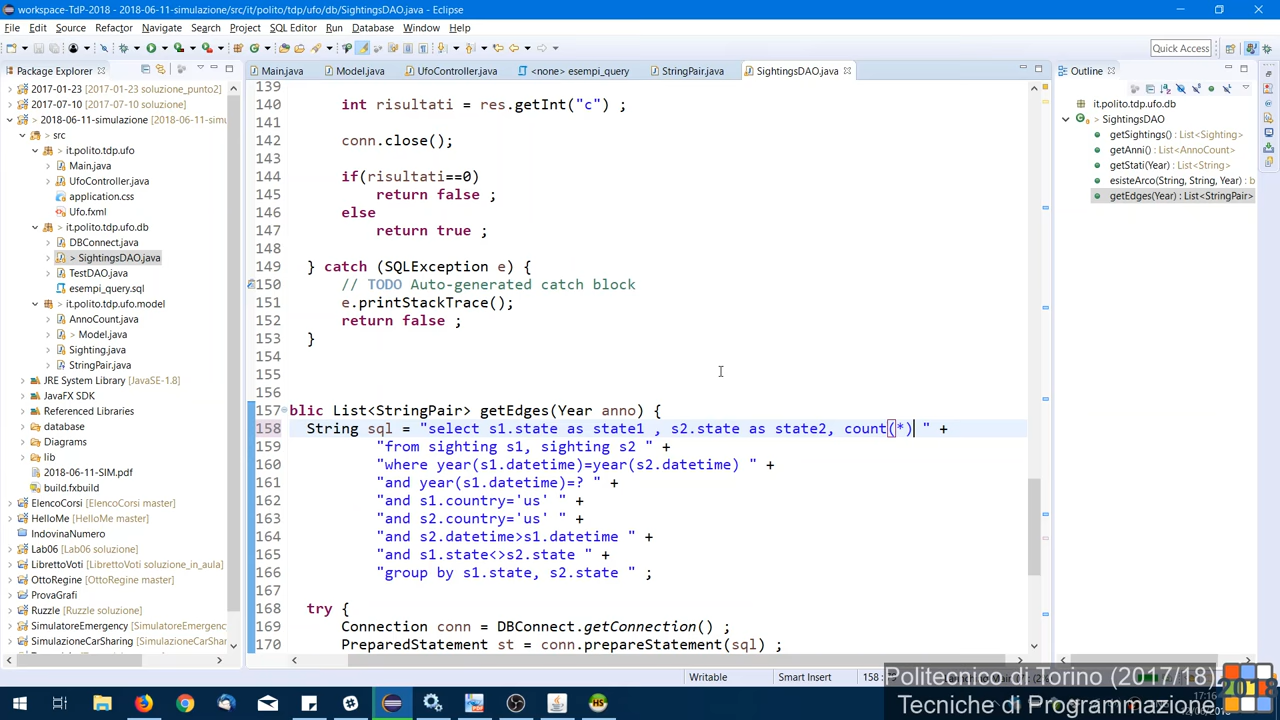 workspace-TdP-2018 - 2018-06-11-simulazione/src/it/polito/tdp/ufo/db/SightingsDAO.java - Eclipse
File Edit Source Refactor Navigate Search Project SQL Editor Run Database Window Help
Quick Access
Package Explorer
2017-01-23 [2017-01-23 soluzione_punto2]
2017-07-10 [2017-07-10 soluzione]
2018-06-11-simulazione [2018-06-11-simu
src
it.polito.tdp.ufo
Main.java
UfoController.java
application.css
Ufo.fxml
it.polito.tdp.ufo.db
DBConnect.java
> SightingsDAO.java
TestDAO.java
esempi_query.sql
it.polito.tdp.ufo.model
AnnoCount.java
> Model.java
Sighting.java
StringPair.java
JRE System Library [JavaSE-1.8]
JavaFX SDK
Referenced Libraries
database
Diagrams
lib
2018-06-11-SIM.pdf
build.fxbuild
ElencoCorsi [ElencoCorsi master]
HelloMe [HelloMe master]
IndovinaNumero
Lab06 [Lab06 soluzione]
LibrettoVoti [LibrettoVoti soluzione_in_aula]
OttoRegine [OttoRegine master]
ProvaGrafi
Ruzzle [Ruzzle soluzione]
SimulatoreEmergency [SimulatoreEmergency
SimulazioneCarSharing [SimulazioneCarShari
Main.java Model.java UfoController.java <none> esempi_query StringPair.java SightingsDAO.java
139
140 int risultati = res.getInt("c") ;
141
142 conn.close();
143
144 if(risultati==0)
145 return false ;
146 else
147 return true ;
148
149 } catch (SQLException e) {
150 // TODO Auto-generated catch block
151 e.printStackTrace();
152 return false ;
153 }
154
155
156
157 blic List<StringPair> getEdges(Year anno) {
158 String sql = "select s1.state as state1 , s2.state as state2, count(*) " +
159 "from sighting s1, sighting s2 " +
160 "where year(s1.datetime)=year(s2.datetime) " +
161 "and year(s1.datetime)=? " +
162 "and s1.country='us' " +
163 "and s2.country='us' " +
164 "and s2.datetime>s1.datetime " +
165 "and s1.state<>s2.state " +
166 "group by s1.state, s2.state " ;
167
168 try {
169 Connection conn = DBConnect.getConnection() ;
170 PreparedStatement st = conn.prepareStatement(sql) ;
Outline
it.polito.tdp.ufo.db
SightingsDAO
getSightings() : List<Sighting>
getAnni() : List<AnnoCount>
getStati(Year) : List<String>
esisteArco(String, String, Year) : b
getEdges(Year) : List<StringPair>
Writable Smart Insert 158 :
Politecnico di Torino (2017/18)
Tecniche di Programmazione
2018
17:16